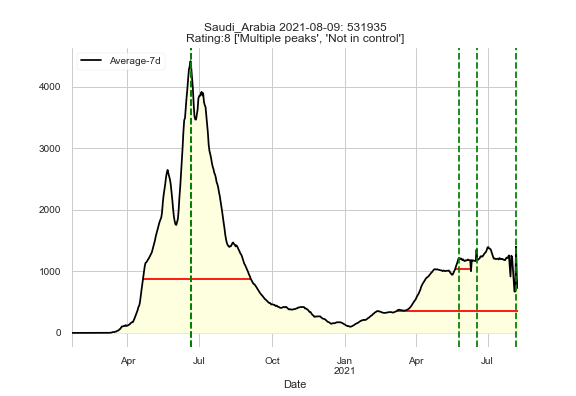 Saudi_Arabia 2021-08-09: 531935
Rating:8 ['Multiple peaks', 'Not in control']
Average-7d
4000
3000
2000
1000
0
Apr
Jul
Oct
Jan
2021
Apr
Jul
Date